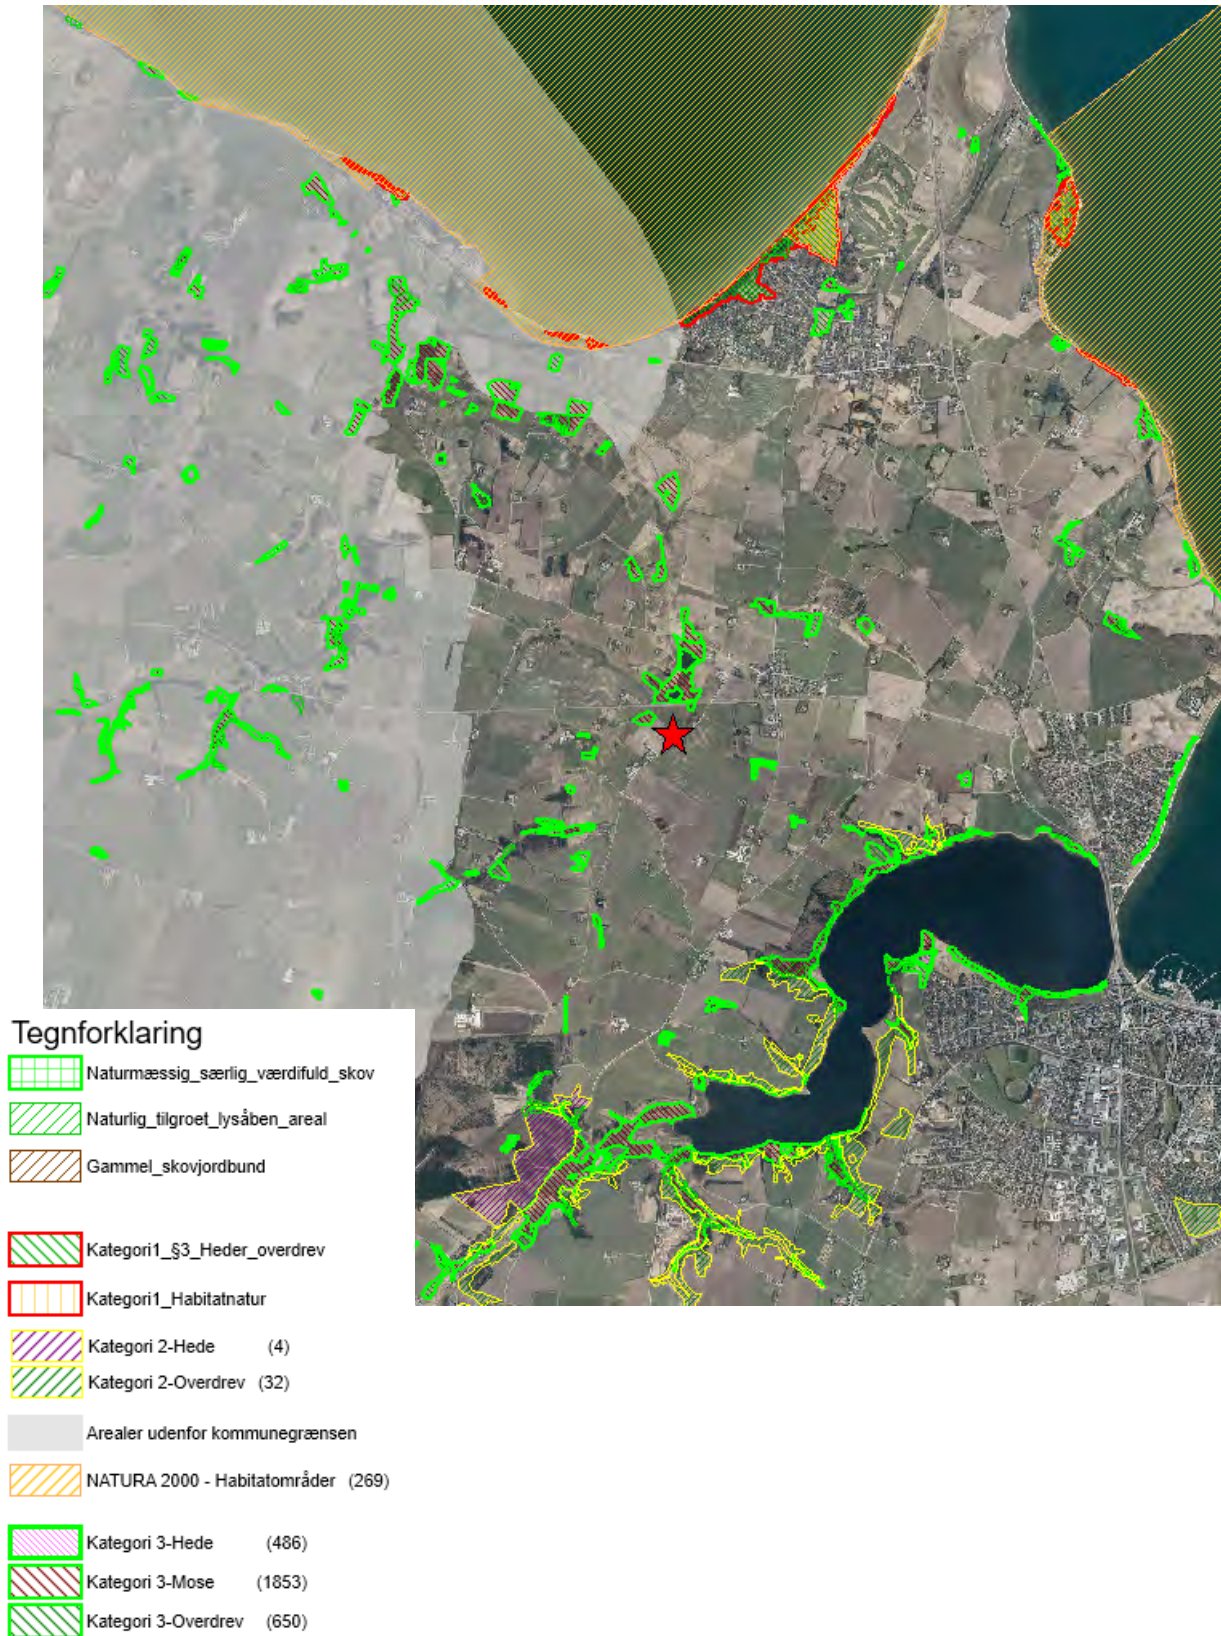 Tegnforklaring
Naturmæssig_særlig_værdifuld_skov
Naturlig_tilgroet_lysåben_areal
Gammel_skovjordbund
Kategori1_§3_Heder_overdrev
Kategori1_Habitatnatur
Kategori 2-Hede (4)
Kategori 2-Overdrev (32)
Arealer udenfor kommunegrænsen
NATURA 2000 - Habitatområder (269)
Kategori 3-Hede (486)
Kategori 3-Mose (1853)
Kategori 3-Overdrev (650)